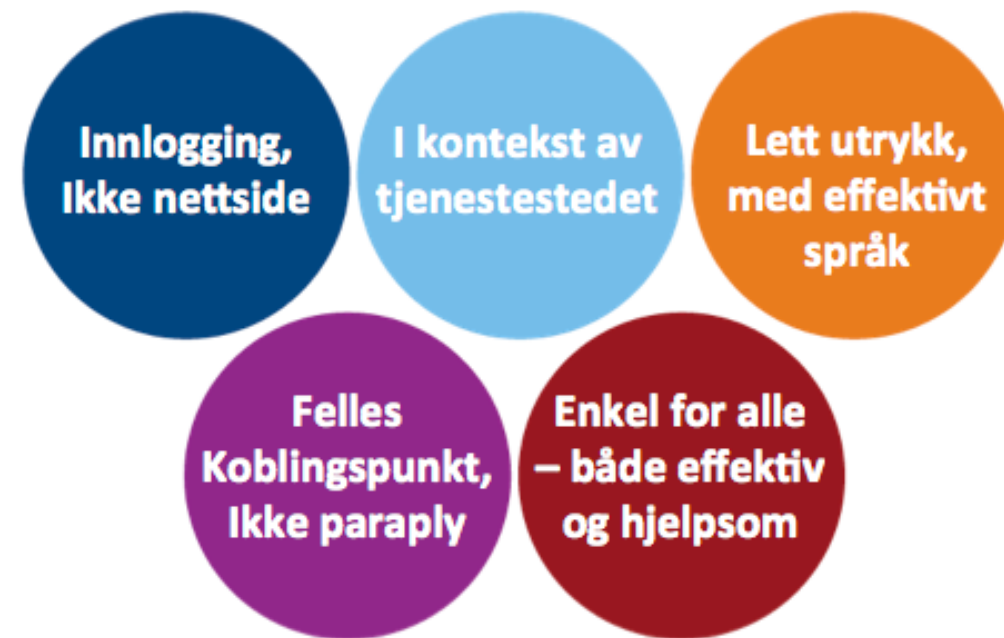 Innlogging,
Ikke nettside
I kontekst av
tjenestestedet
Lett utrykk,
med effektivt
språk
Felles
Koblingspunkt,
Ikke paraply
Enkel for alle
– både effektiv
og hjelpsom